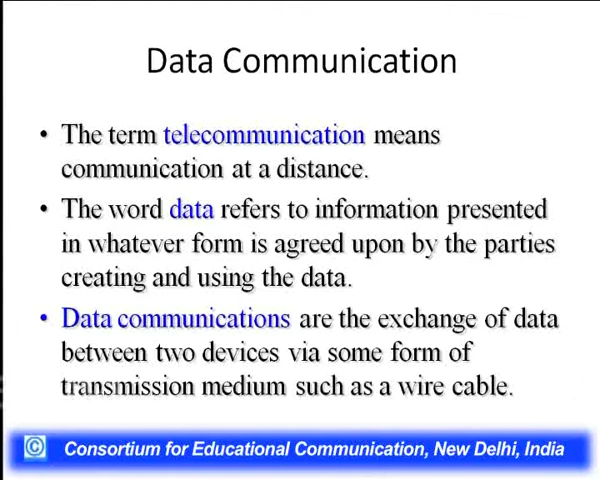 Data Communication
• The term telecommunication means
communication at a distance.
• The word data refers to information presented
in whatever form is agreed upon by the parties
creating and using the data.
• Data communications are the exchange of data
between two devices via some form of
transmission medium such as a wire cable.
© Consortium for Educational Communication, New Delhi, India